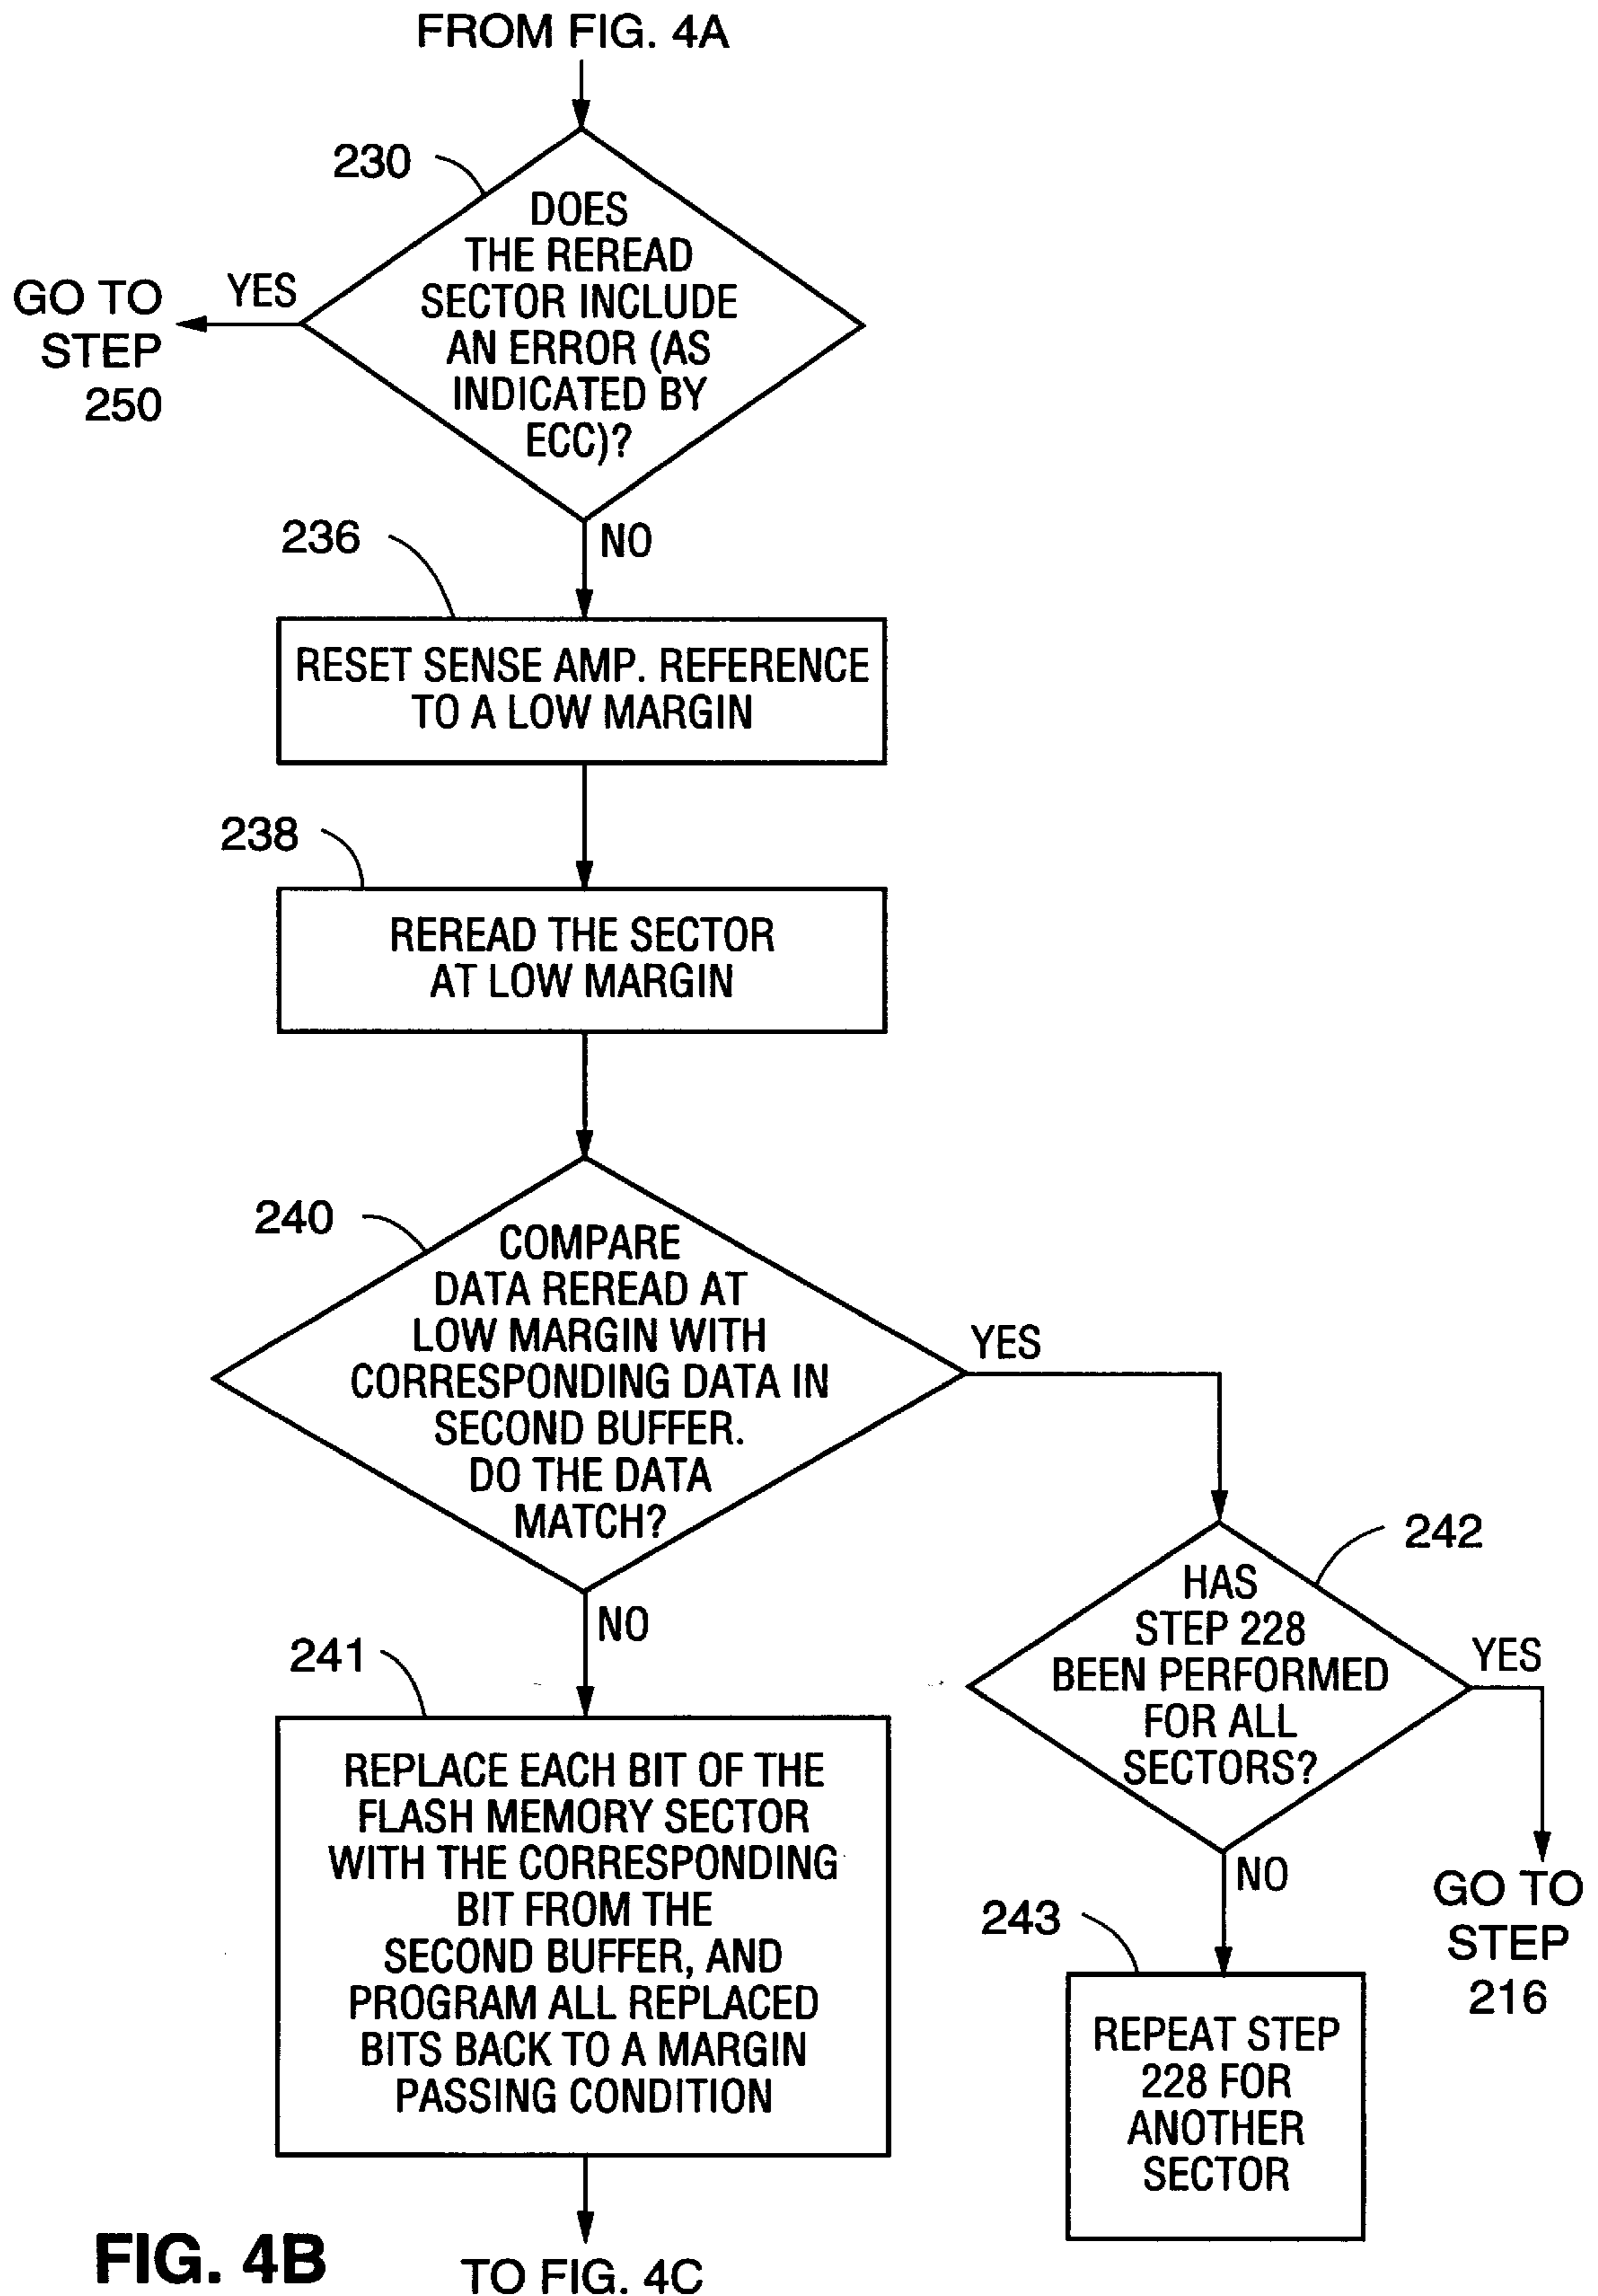 FROM FIG. 4A
230
DOES
THE REREAD
SECTOR INCLUDE
AN ERROR (AS
INDICATED BY
ECC)?
YES
GO TO
STEP
250
NO
236
RESET SENSE AMP. REFERENCE
TO A LOW MARGIN
238
REREAD THE SECTOR
AT LOW MARGIN
240
COMPARE
DATA REREAD AT
LOW MARGIN WITH
CORRESPONDING DATA IN
SECOND BUFFER.
DO THE DATA
MATCH?
YES
NO
242
HAS
STEP 228
BEEN PERFORMED
FOR ALL
SECTORS?
YES
GO TO
STEP
216
NO
241
REPLACE EACH BIT OF THE
FLASH MEMORY SECTOR
WITH THE CORRESPONDING
BIT FROM THE
SECOND BUFFER, AND
PROGRAM ALL REPLACED
BITS BACK TO A MARGIN
PASSING CONDITION
243
REPEAT STEP
228 FOR
ANOTHER
SECTOR
FIG. 4B
TO FIG. 4C